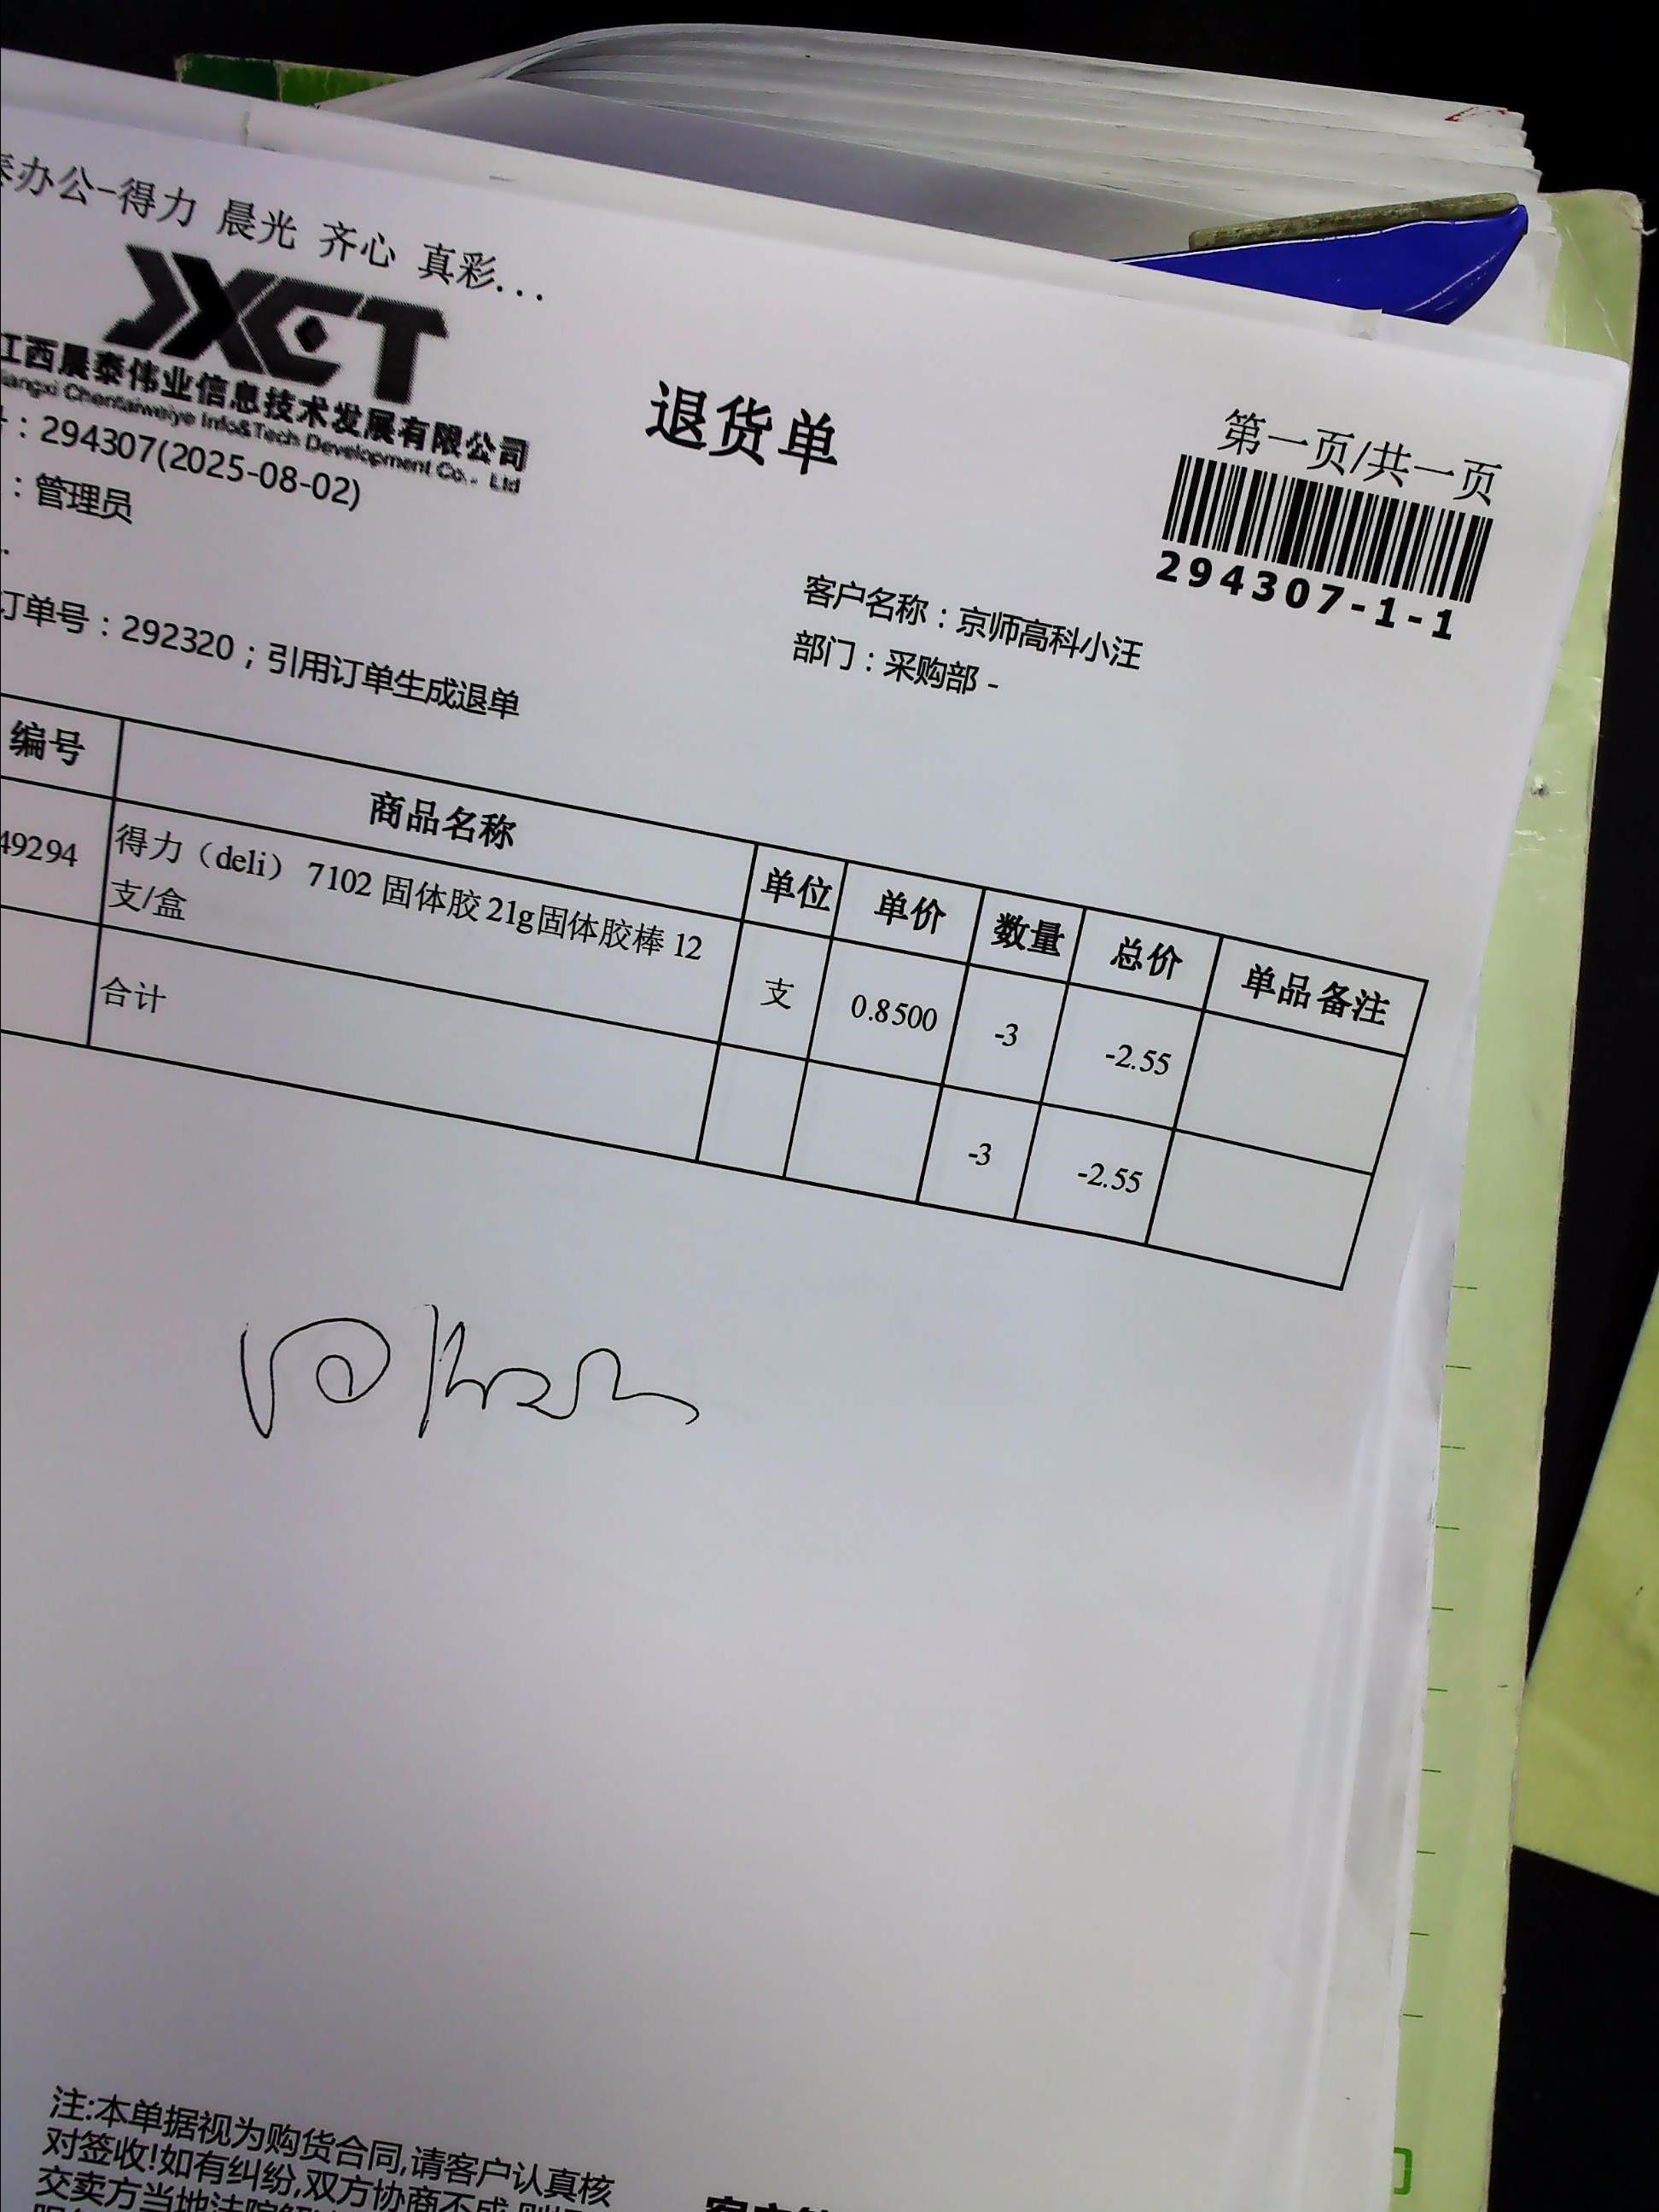 办公-得力 晨光 齐心 真彩...
JXCT
江西晨泰伟业信息技术发展有限公司
Jiangxi Chentaiweiye Info&Tech Development Co., Ltd
：294307(2025-08-02)
：管理员
退货单
第一页/共一页
294307-1-1
订单号：292320；引用订单生成退单
客户名称：京师高科小汪
部门：采购部 -
编号 商品名称 单位 单价 数量 总价 单品备注
49294 得力（deli） 7102 固体胶 21g固体胶棒 12支/盒 支 0.8500 -3 -2.55
合计 -3 -2.55
注:本单据视为购货合同,请客户认真核
对签收!如有纠纷,双方协商不成,则
交卖方当地法院